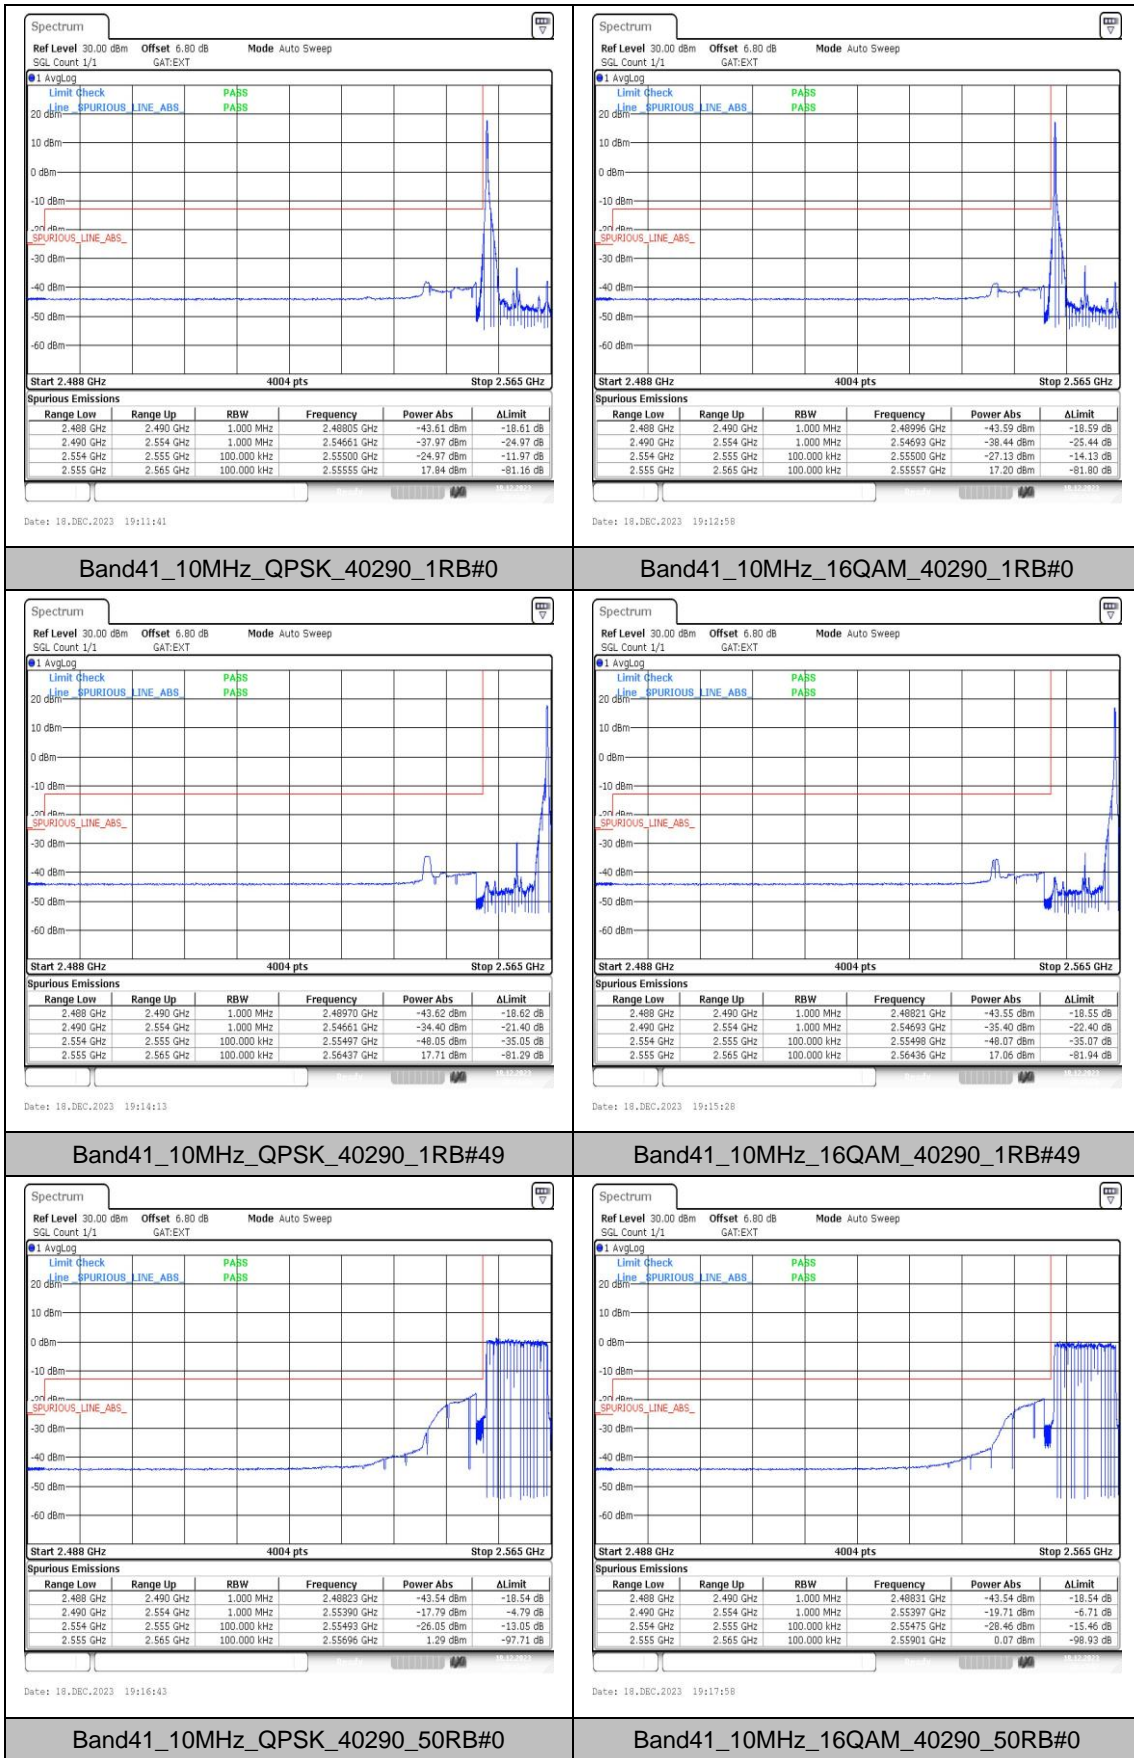 Spectrum
Ref Level 30.00 dBm Offset 6.80 dB Mode Auto Sweep
SGL Count 1/1 GAT:EXT
1 AvgLog
Limit Check PASS
Line _SPURIOUS_LINE_ABS_ PASS
20 dBm
10 dBm
0 dBm
-10 dBm
-20 dBm
_SPURIOUS_LINE_ABS_
-30 dBm
-40 dBm
-50 dBm
-60 dBm
Start 2.488 GHz 4004 pts Stop 2.565 GHz
Spurious Emissions
Range Low Range Up RBW Frequency Power Abs ΔLimit
2.488 GHz 2.490 GHz 1.000 MHz 2.48805 GHz -43.61 dBm -18.61 dB
2.490 GHz 2.554 GHz 1.000 MHz 2.54661 GHz -37.97 dBm -24.97 dB
2.554 GHz 2.555 GHz 100.000 kHz 2.55500 GHz -24.97 dBm -11.97 dB
2.555 GHz 2.565 GHz 100.000 kHz 2.55555 GHz 17.84 dBm -81.16 dB
Date: 18.DEC.2023 19:11:41
Spectrum
Ref Level 30.00 dBm Offset 6.80 dB Mode Auto Sweep
SGL Count 1/1 GAT:EXT
1 AvgLog
Limit Check PASS
Line _SPURIOUS_LINE_ABS_ PASS
20 dBm
10 dBm
0 dBm
-10 dBm
-20 dBm
_SPURIOUS_LINE_ABS_
-30 dBm
-40 dBm
-50 dBm
-60 dBm
Start 2.488 GHz 4004 pts Stop 2.565 GHz
Spurious Emissions
Range Low Range Up RBW Frequency Power Abs ΔLimit
2.488 GHz 2.490 GHz 1.000 MHz 2.48996 GHz -43.59 dBm -18.59 dB
2.490 GHz 2.554 GHz 1.000 MHz 2.54693 GHz -38.44 dBm -25.44 dB
2.554 GHz 2.555 GHz 100.000 kHz 2.55500 GHz -27.13 dBm -14.13 dB
2.555 GHz 2.565 GHz 100.000 kHz 2.55557 GHz 17.20 dBm -81.80 dB
Date: 18.DEC.2023 19:12:58
Band41_10MHz_QPSK_40290_1RB#0 Band41_10MHz_16QAM_40290_1RB#0
Spectrum
Ref Level 30.00 dBm Offset 6.80 dB Mode Auto Sweep
SGL Count 1/1 GAT:EXT
1 AvgLog
Limit Check PASS
Line _SPURIOUS_LINE_ABS_ PASS
20 dBm
10 dBm
0 dBm
-10 dBm
-20 dBm
_SPURIOUS_LINE_ABS_
-30 dBm
-40 dBm
-50 dBm
-60 dBm
Start 2.488 GHz 4004 pts Stop 2.565 GHz
Spurious Emissions
Range Low Range Up RBW Frequency Power Abs ΔLimit
2.488 GHz 2.490 GHz 1.000 MHz 2.48970 GHz -43.62 dBm -18.62 dB
2.490 GHz 2.554 GHz 1.000 MHz 2.54661 GHz -34.40 dBm -21.40 dB
2.554 GHz 2.555 GHz 100.000 kHz 2.55497 GHz -48.05 dBm -35.05 dB
2.555 GHz 2.565 GHz 100.000 kHz 2.56437 GHz 17.71 dBm -81.29 dB
Date: 18.DEC.2023 19:14:13
Spectrum
Ref Level 30.00 dBm Offset 6.80 dB Mode Auto Sweep
SGL Count 1/1 GAT:EXT
1 AvgLog
Limit Check PASS
Line _SPURIOUS_LINE_ABS_ PASS
20 dBm
10 dBm
0 dBm
-10 dBm
-20 dBm
_SPURIOUS_LINE_ABS_
-30 dBm
-40 dBm
-50 dBm
-60 dBm
Start 2.488 GHz 4004 pts Stop 2.565 GHz
Spurious Emissions
Range Low Range Up RBW Frequency Power Abs ΔLimit
2.488 GHz 2.490 GHz 1.000 MHz 2.48821 GHz -43.55 dBm -18.55 dB
2.490 GHz 2.554 GHz 1.000 MHz 2.54693 GHz -35.40 dBm -22.40 dB
2.554 GHz 2.555 GHz 100.000 kHz 2.55498 GHz -48.07 dBm -35.07 dB
2.555 GHz 2.565 GHz 100.000 kHz 2.56436 GHz 17.06 dBm -81.94 dB
Date: 18.DEC.2023 19:15:28
Band41_10MHz_QPSK_40290_1RB#49 Band41_10MHz_16QAM_40290_1RB#49
Spectrum
Ref Level 30.00 dBm Offset 6.80 dB Mode Auto Sweep
SGL Count 1/1 GAT:EXT
1 AvgLog
Limit Check PASS
Line _SPURIOUS_LINE_ABS_ PASS
20 dBm
10 dBm
0 dBm
-10 dBm
-20 dBm
_SPURIOUS_LINE_ABS_
-30 dBm
-40 dBm
-50 dBm
-60 dBm
Start 2.488 GHz 4004 pts Stop 2.565 GHz
Spurious Emissions
Range Low Range Up RBW Frequency Power Abs ΔLimit
2.488 GHz 2.490 GHz 1.000 MHz 2.48823 GHz -43.54 dBm -18.54 dB
2.490 GHz 2.554 GHz 1.000 MHz 2.55390 GHz -17.79 dBm -4.79 dB
2.554 GHz 2.555 GHz 100.000 kHz 2.55493 GHz -26.05 dBm -13.05 dB
2.555 GHz 2.565 GHz 100.000 kHz 2.55696 GHz 1.29 dBm -97.71 dB
Date: 18.DEC.2023 19:16:43
Spectrum
Ref Level 30.00 dBm Offset 6.80 dB Mode Auto Sweep
SGL Count 1/1 GAT:EXT
1 AvgLog
Limit Check PASS
Line _SPURIOUS_LINE_ABS_ PASS
20 dBm
10 dBm
0 dBm
-10 dBm
-20 dBm
_SPURIOUS_LINE_ABS_
-30 dBm
-40 dBm
-50 dBm
-60 dBm
Start 2.488 GHz 4004 pts Stop 2.565 GHz
Spurious Emissions
Range Low Range Up RBW Frequency Power Abs ΔLimit
2.488 GHz 2.490 GHz 1.000 MHz 2.48831 GHz -43.54 dBm -18.54 dB
2.490 GHz 2.554 GHz 1.000 MHz 2.55397 GHz -19.71 dBm -6.71 dB
2.554 GHz 2.555 GHz 100.000 kHz 2.55475 GHz -28.46 dBm -15.46 dB
2.555 GHz 2.565 GHz 100.000 kHz 2.55901 GHz 0.07 dBm -98.93 dB
Date: 18.DEC.2023 19:17:58
Band41_10MHz_QPSK_40290_50RB#0 Band41_10MHz_16QAM_40290_50RB#0